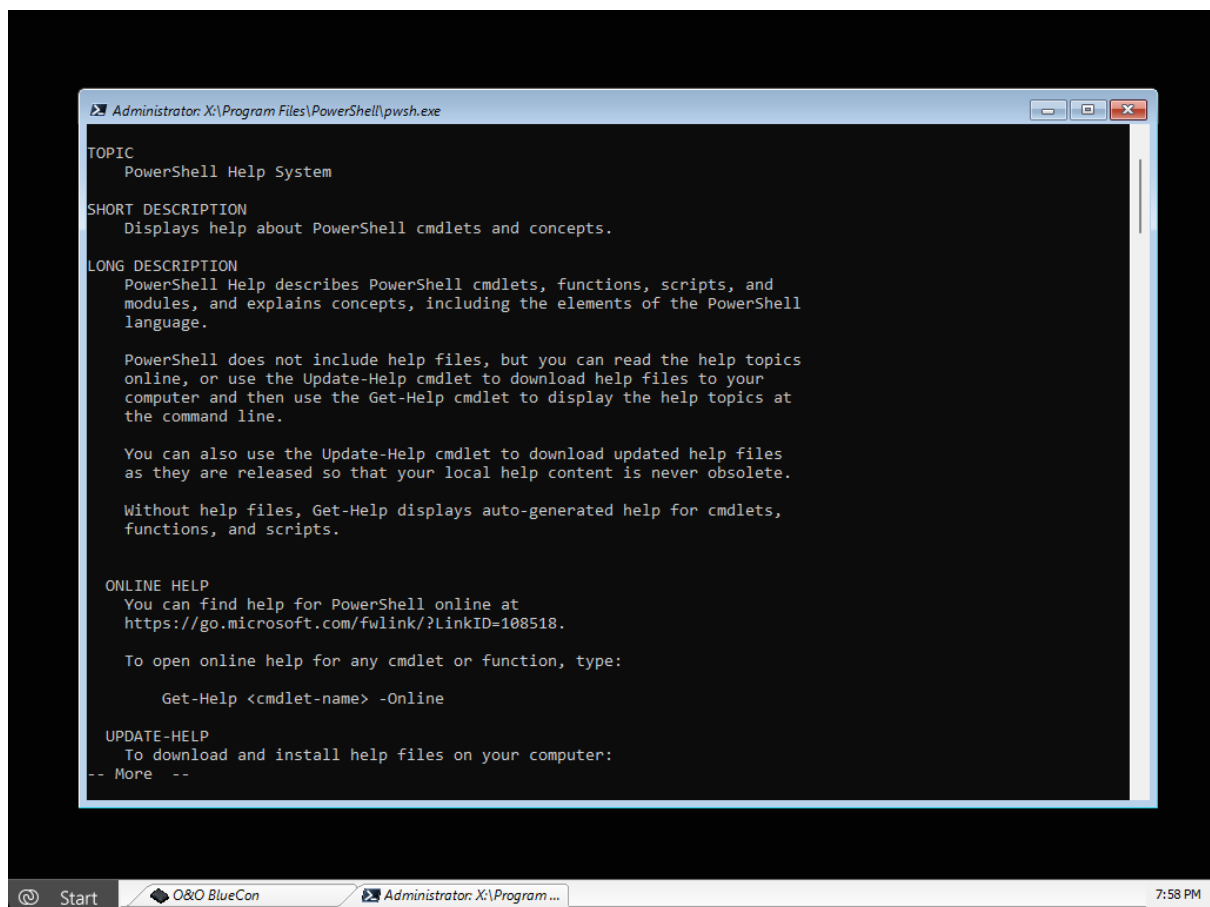 Administrator: X:\Program Files\PowerShell\pwsh.exe
TOPIC
PowerShell Help System
SHORT DESCRIPTION
Displays help about PowerShell cmdlets and concepts.
LONG DESCRIPTION
PowerShell Help describes PowerShell cmdlets, functions, scripts, and
modules, and explains concepts, including the elements of the PowerShell
language.
PowerShell does not include help files, but you can read the help topics
online, or use the Update-Help cmdlet to download help files to your
computer and then use the Get-Help cmdlet to display the help topics at
the command line.
You can also use the Update-Help cmdlet to download updated help files
as they are released so that your local help content is never obsolete.
Without help files, Get-Help displays auto-generated help for cmdlets,
functions, and scripts.
ONLINE HELP
You can find help for PowerShell online at
https://go.microsoft.com/fwlink/?LinkID=108518.
To open online help for any cmdlet or function, type:
Get-Help <cmdlet-name> -Online
UPDATE-HELP
To download and install help files on your computer:
-- More --
Start O&O BlueCon Administrator: X:\Program ... 7:58 PM